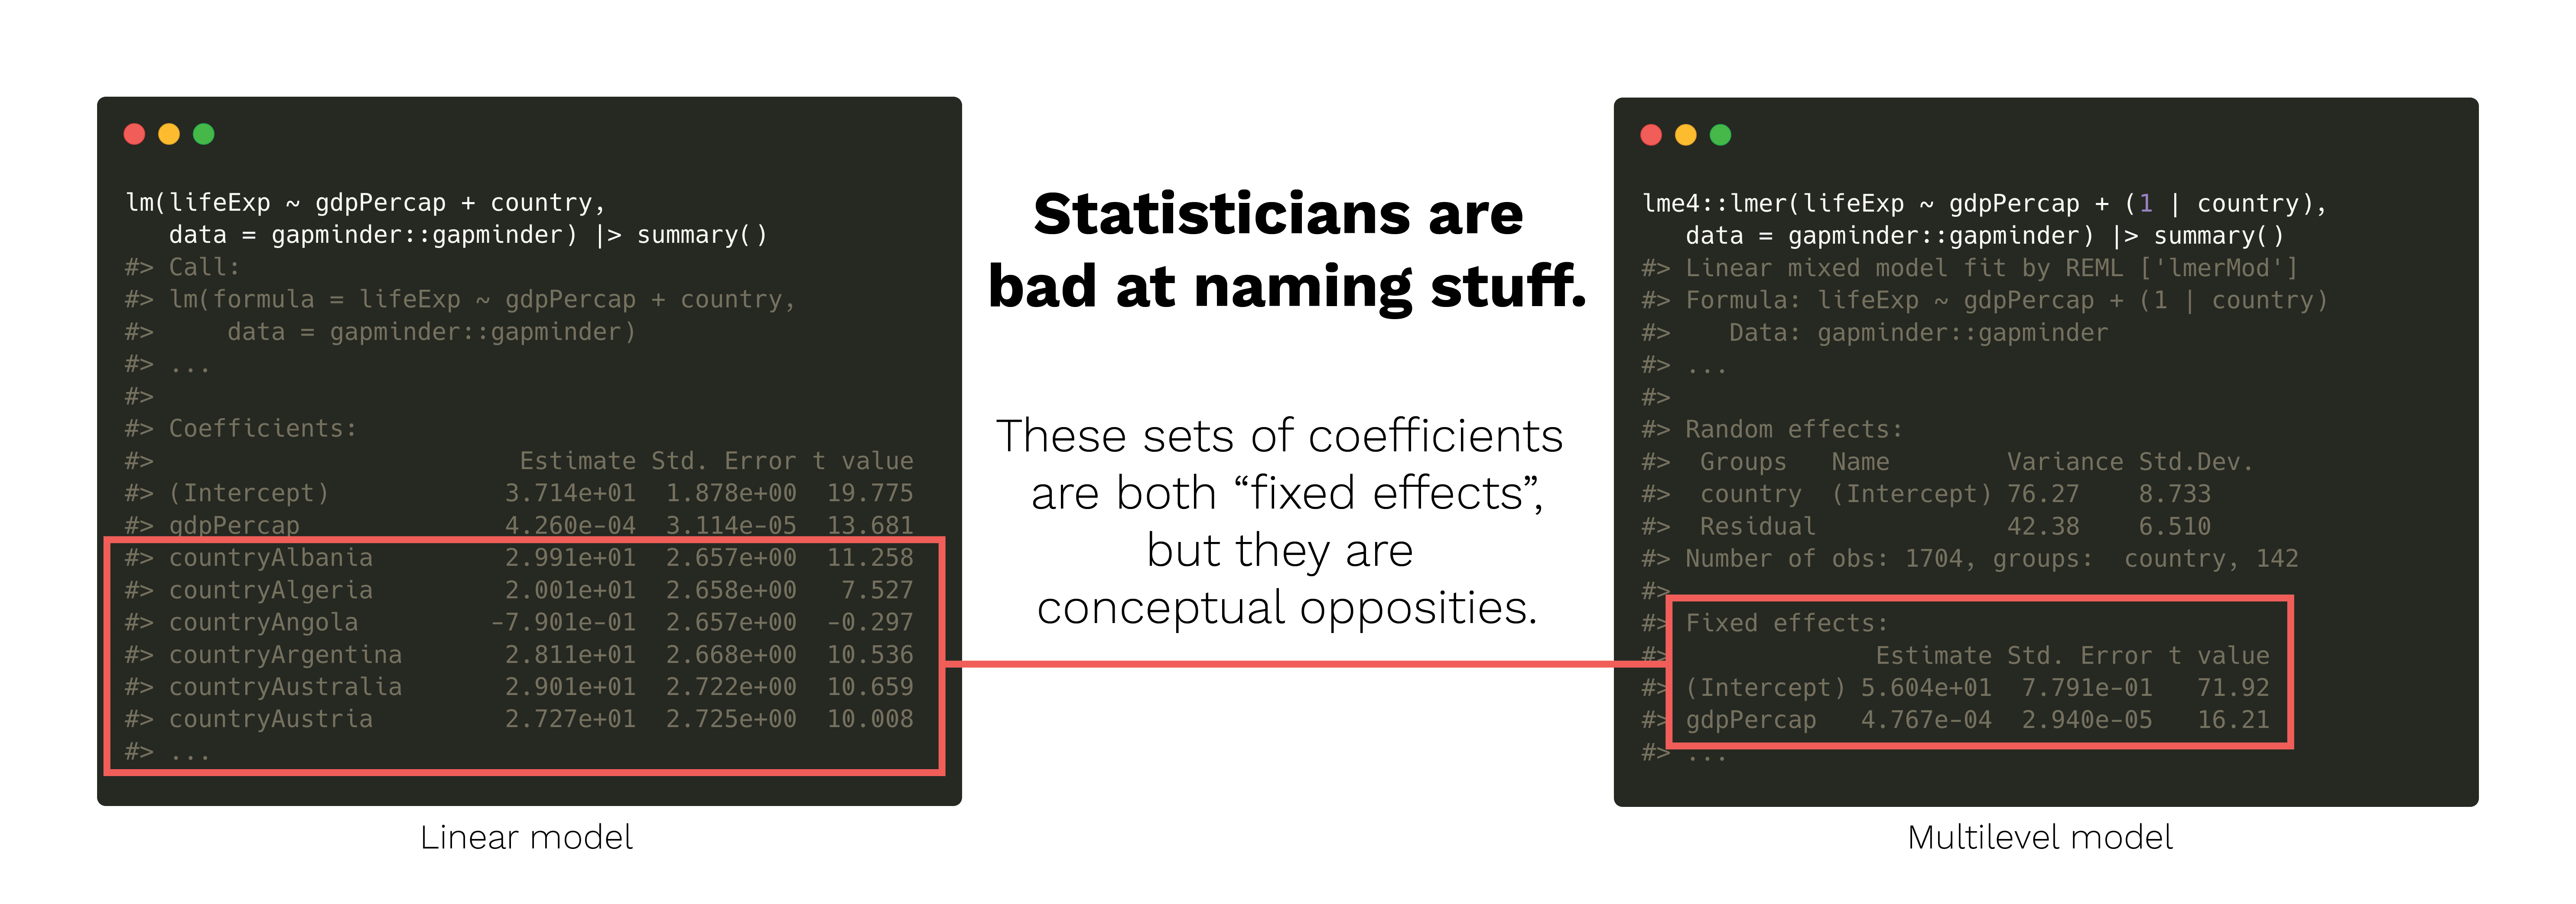 lm(lifeExp ~ gdpPercap + country,
   data = gapminder::gapminder) |> summary()
#> Call:
#> lm(formula = lifeExp ~ gdpPercap + country,
#>     data = gapminder::gapminder)
#> ...
#>
#> Coefficients:
#>                         Estimate Std. Error t value
#> (Intercept)            3.714e+01  1.878e+00  19.775
#> gdpPercap              4.260e-04  3.114e-05  13.681
#> countryAlbania         2.991e+01  2.657e+00  11.258
#> countryAlgeria         2.001e+01  2.658e+00   7.527
#> countryAngola         -7.901e-01  2.657e+00  -0.297
#> countryArgentina       2.811e+01  2.668e+00  10.536
#> countryAustralia       2.901e+01  2.722e+00  10.659
#> countryAustria         2.727e+01  2.725e+00  10.008
#> ...
Linear model
Statisticians are
bad at naming stuff.
These sets of coefficients
are both “fixed effects”,
but they are
conceptual opposities.
lme4::lmer(lifeExp ~ gdpPercap + (1 | country),
   data = gapminder::gapminder) |> summary()
#> Linear mixed model fit by REML ['lmerMod']
#> Formula: lifeExp ~ gdpPercap + (1 | country)
#>    Data: gapminder::gapminder
#> ...
#>
#> Random effects:
#>  Groups   Name        Variance Std.Dev.
#>  country  (Intercept) 76.27    8.733
#>  Residual             42.38    6.510
#> Number of obs: 1704, groups:  country, 142
#>
#> Fixed effects:
#>              Estimate Std. Error t value
#> (Intercept) 5.604e+01  7.791e-01   71.92
#> gdpPercap   4.767e-04  2.940e-05   16.21
#> ...
Multilevel model